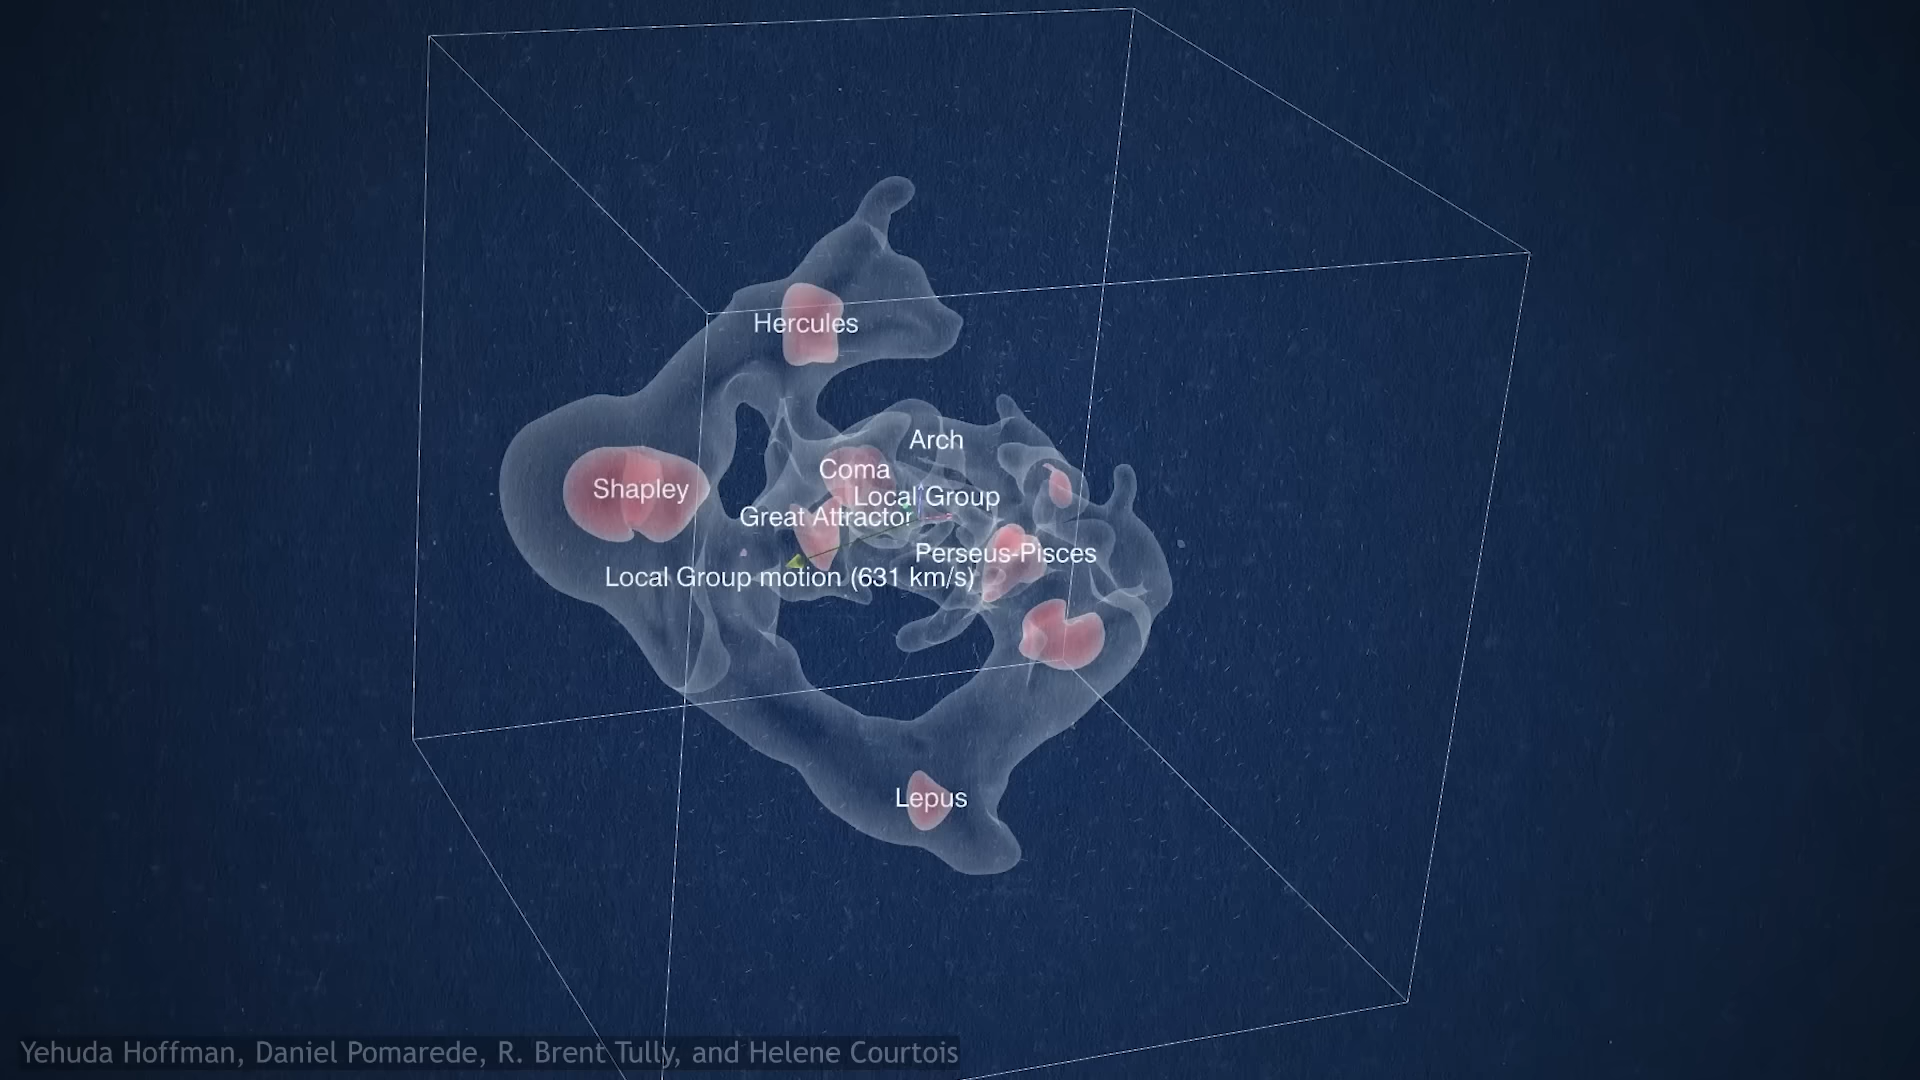 Hercules
Arch
Coma
Shapley
Local Group
Great Attractor
Perseus-Pisces
Local Group motion (631 km/s)
Lepus
Yehuda Hoffman, Daniel Pomarede, R. Brent Tully, and Helene Courtois